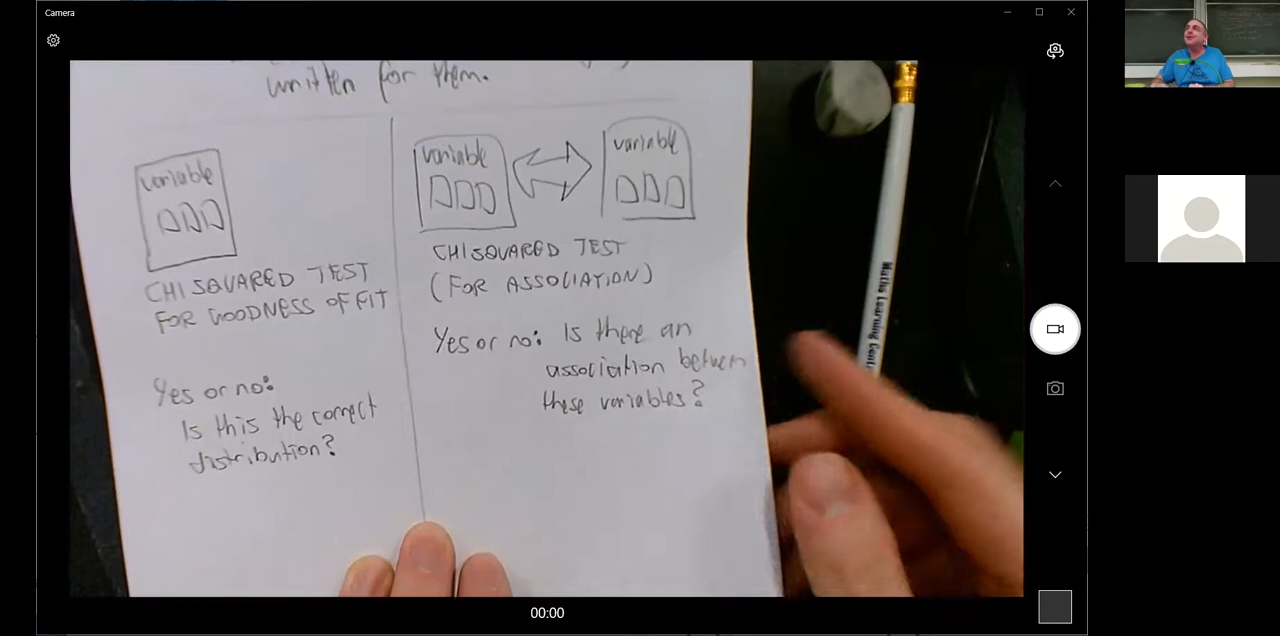 Camera
written for them.
variable
CHI SQUARED TEST
FOR GOODNESS OF FIT
Yes or no:
Is this the correct
distribution?
variable
variable
CHI SQUARED TEST
(FOR ASSOCIATION)
Yes or no: Is there an
association between
these variables?
Maths Learning
00:00